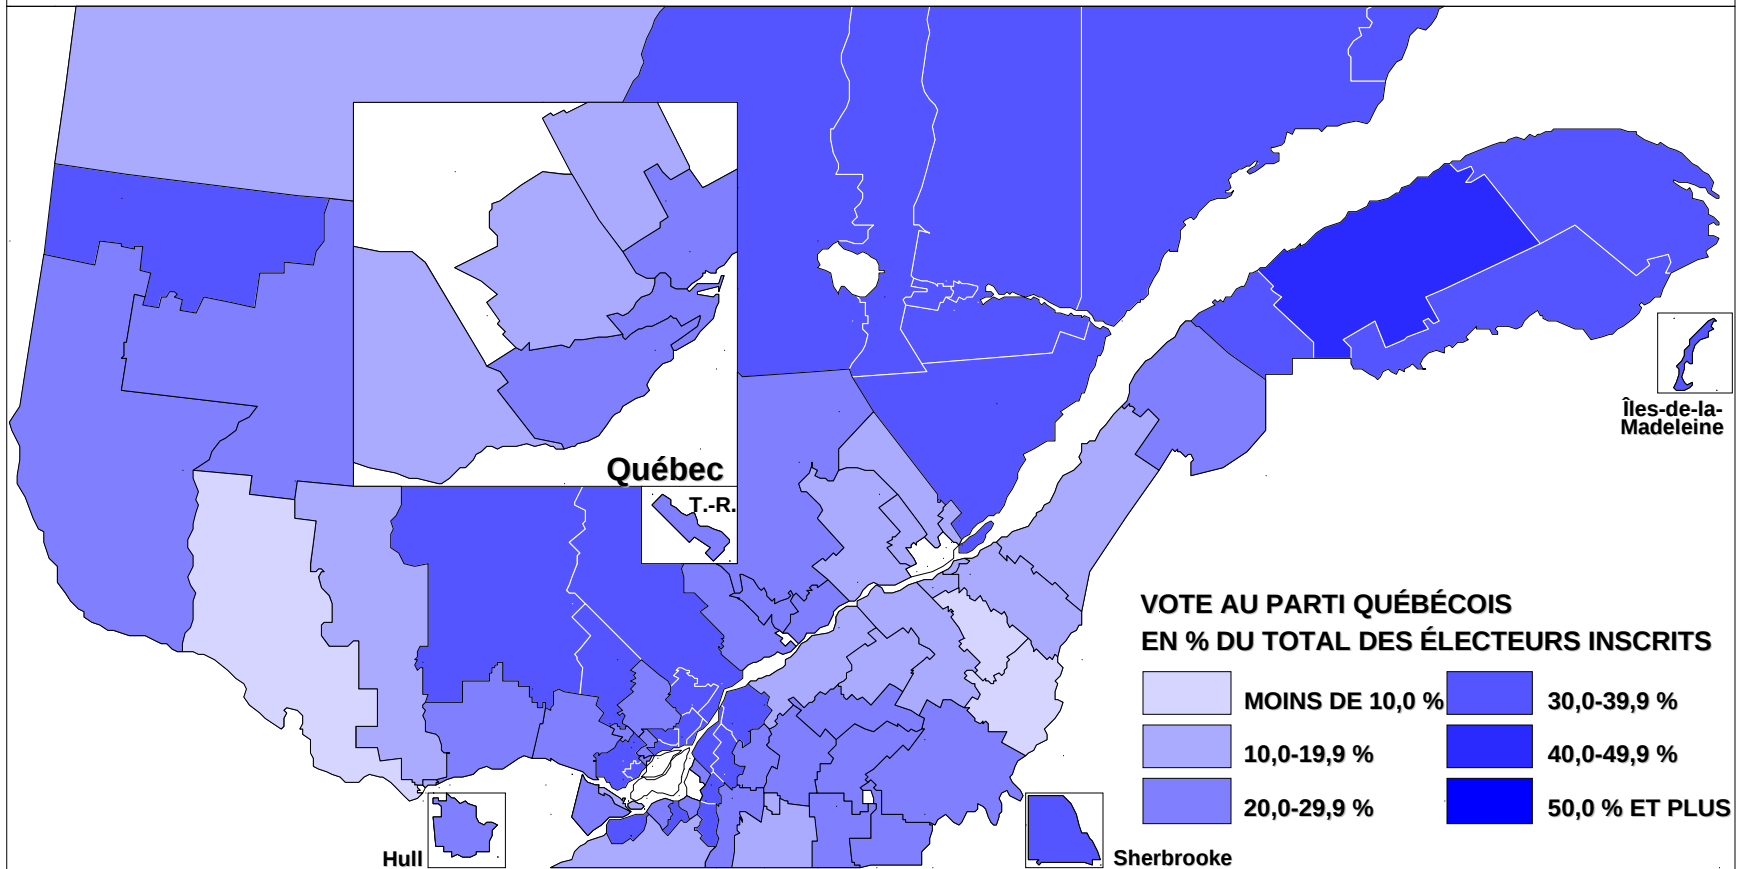 Îles-de-la-
Madeleine
Québec
T.-R.
VOTE AU PARTI QUÉBÉCOIS
EN % DU TOTAL DES ÉLECTEURS INSCRITS
MOINS DE 10,0 %
30,0-39,9 %
10,0-19,9 %
40,0-49,9 %
20,0-29,9 %
50,0 % ET PLUS
Hull
Sherbrooke